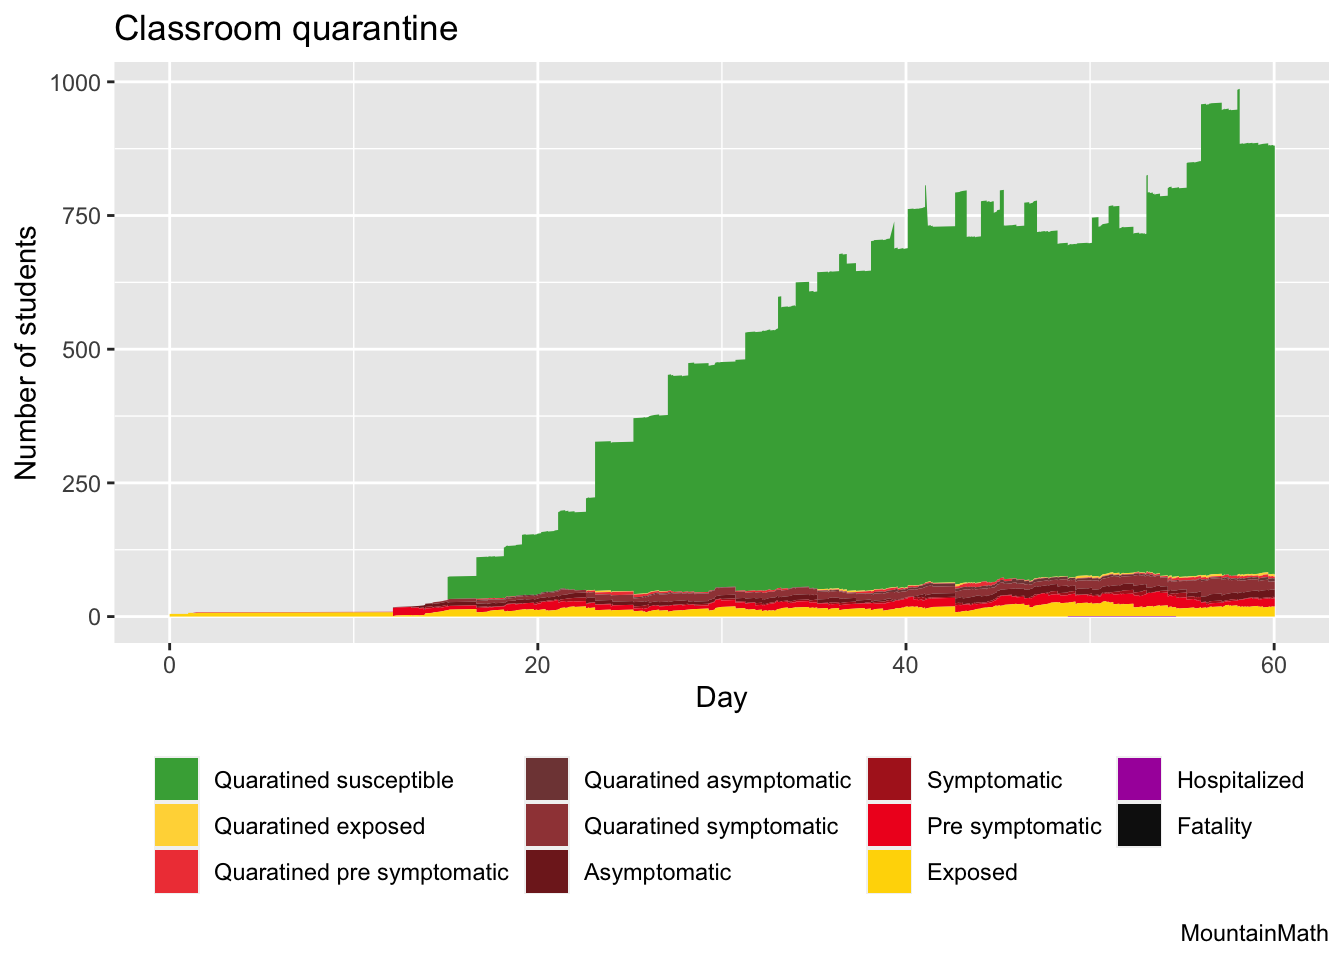 Classroom quarantine
1000
750
500
250
0
Number of students
0 20 40 60
Day
Quaratined susceptible
Quaratined exposed
Quaratined pre symptomatic
Quaratined asymptomatic
Quaratined symptomatic
Asymptomatic
Symptomatic
Pre symptomatic
Exposed
Hospitalized
Fatality
MountainMath